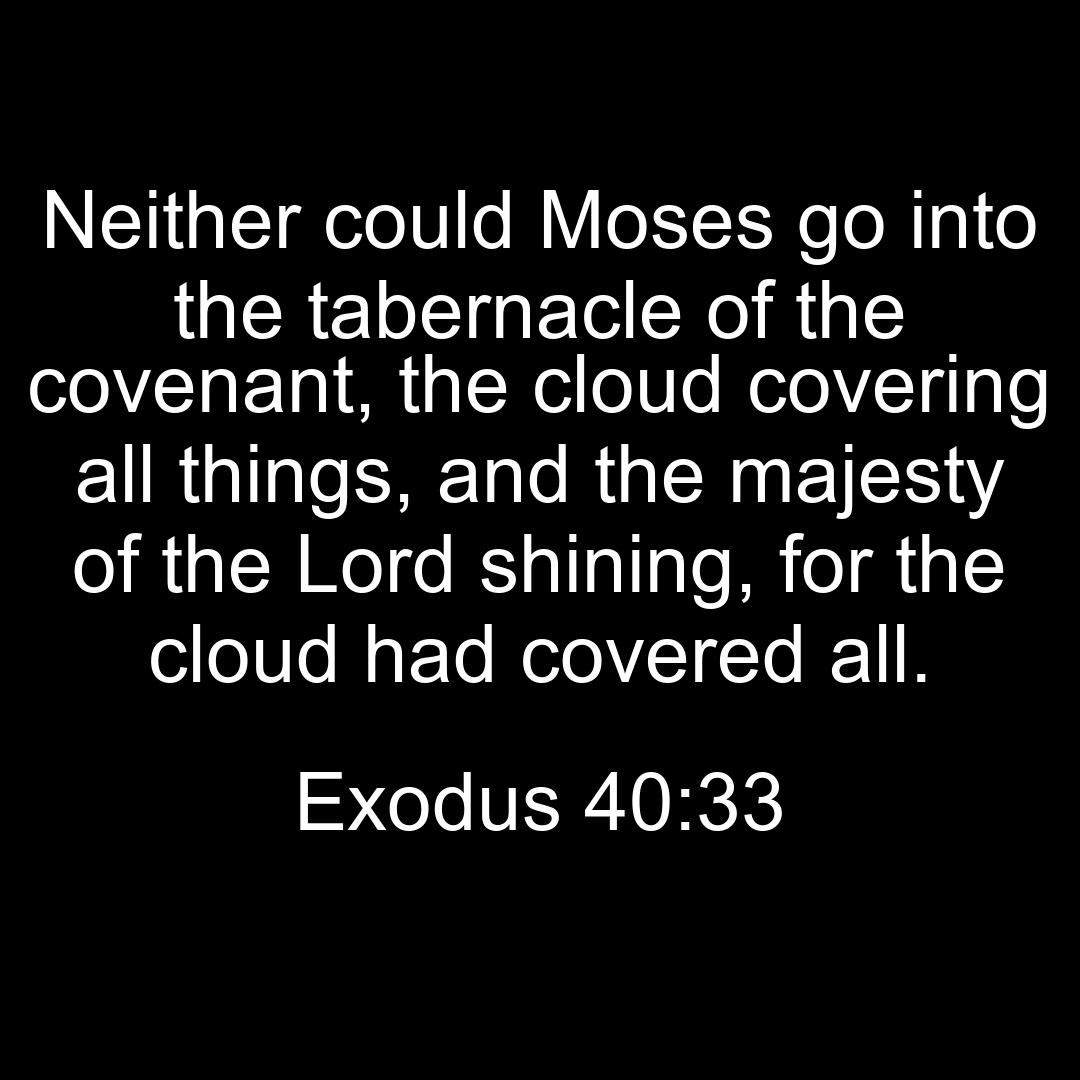 Neither could Moses go into
the tabernacle of the
covenant, the cloud covering
all things, and the majesty
of the Lord shining, for the
cloud had covered all.
Exodus 40:33